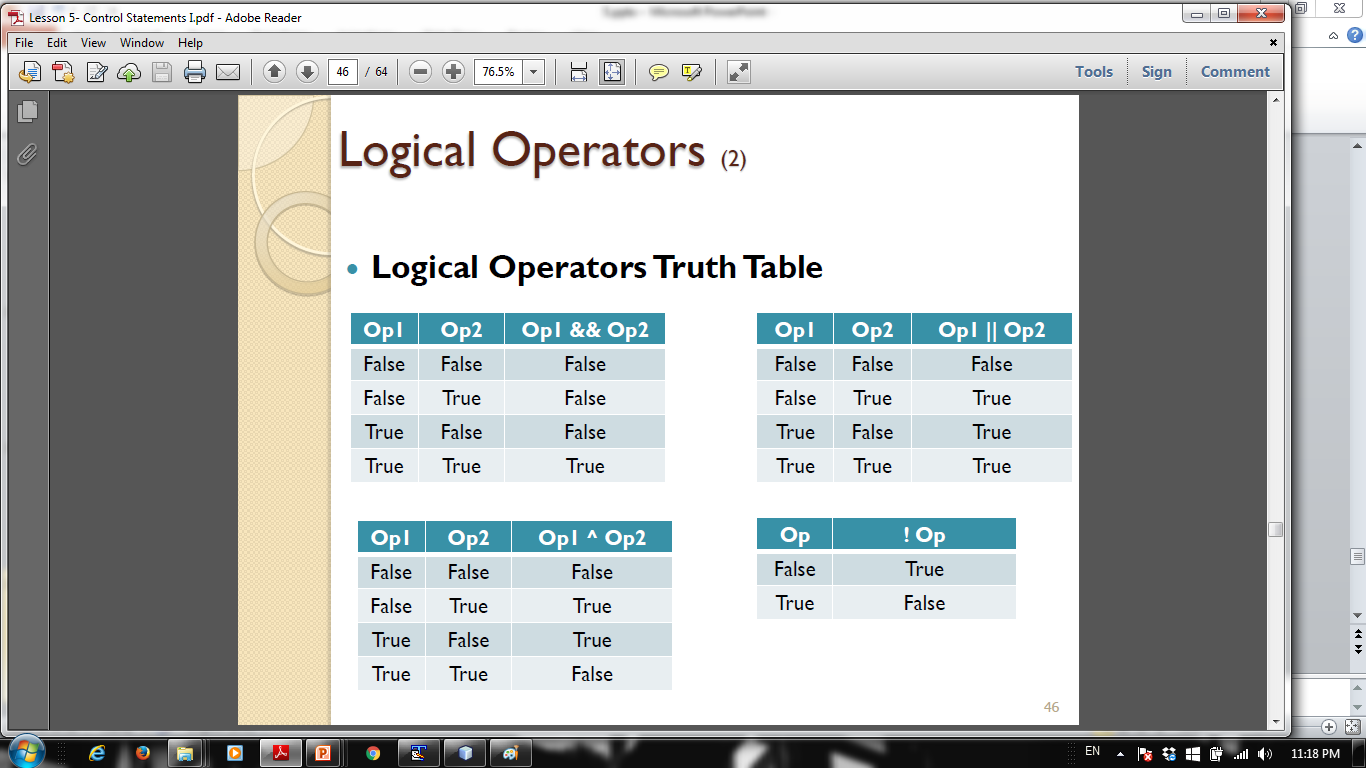 Lesson 5- Control Statements I.pdf - Adobe Reader
File Edit View Window Help
46 / 64 76.5% Tools Sign Comment
Logical Operators (2)
• Logical Operators Truth Table
Op1 Op2 Op1 && Op2
False False False
False True False
True False False
True True True
Op1 Op2 Op1 || Op2
False False False
False True True
True False True
True True True
Op1 Op2 Op1 ^ Op2
False False False
False True True
True False True
True True False
Op ! Op
False True
True False
46
EN 11:18 PM